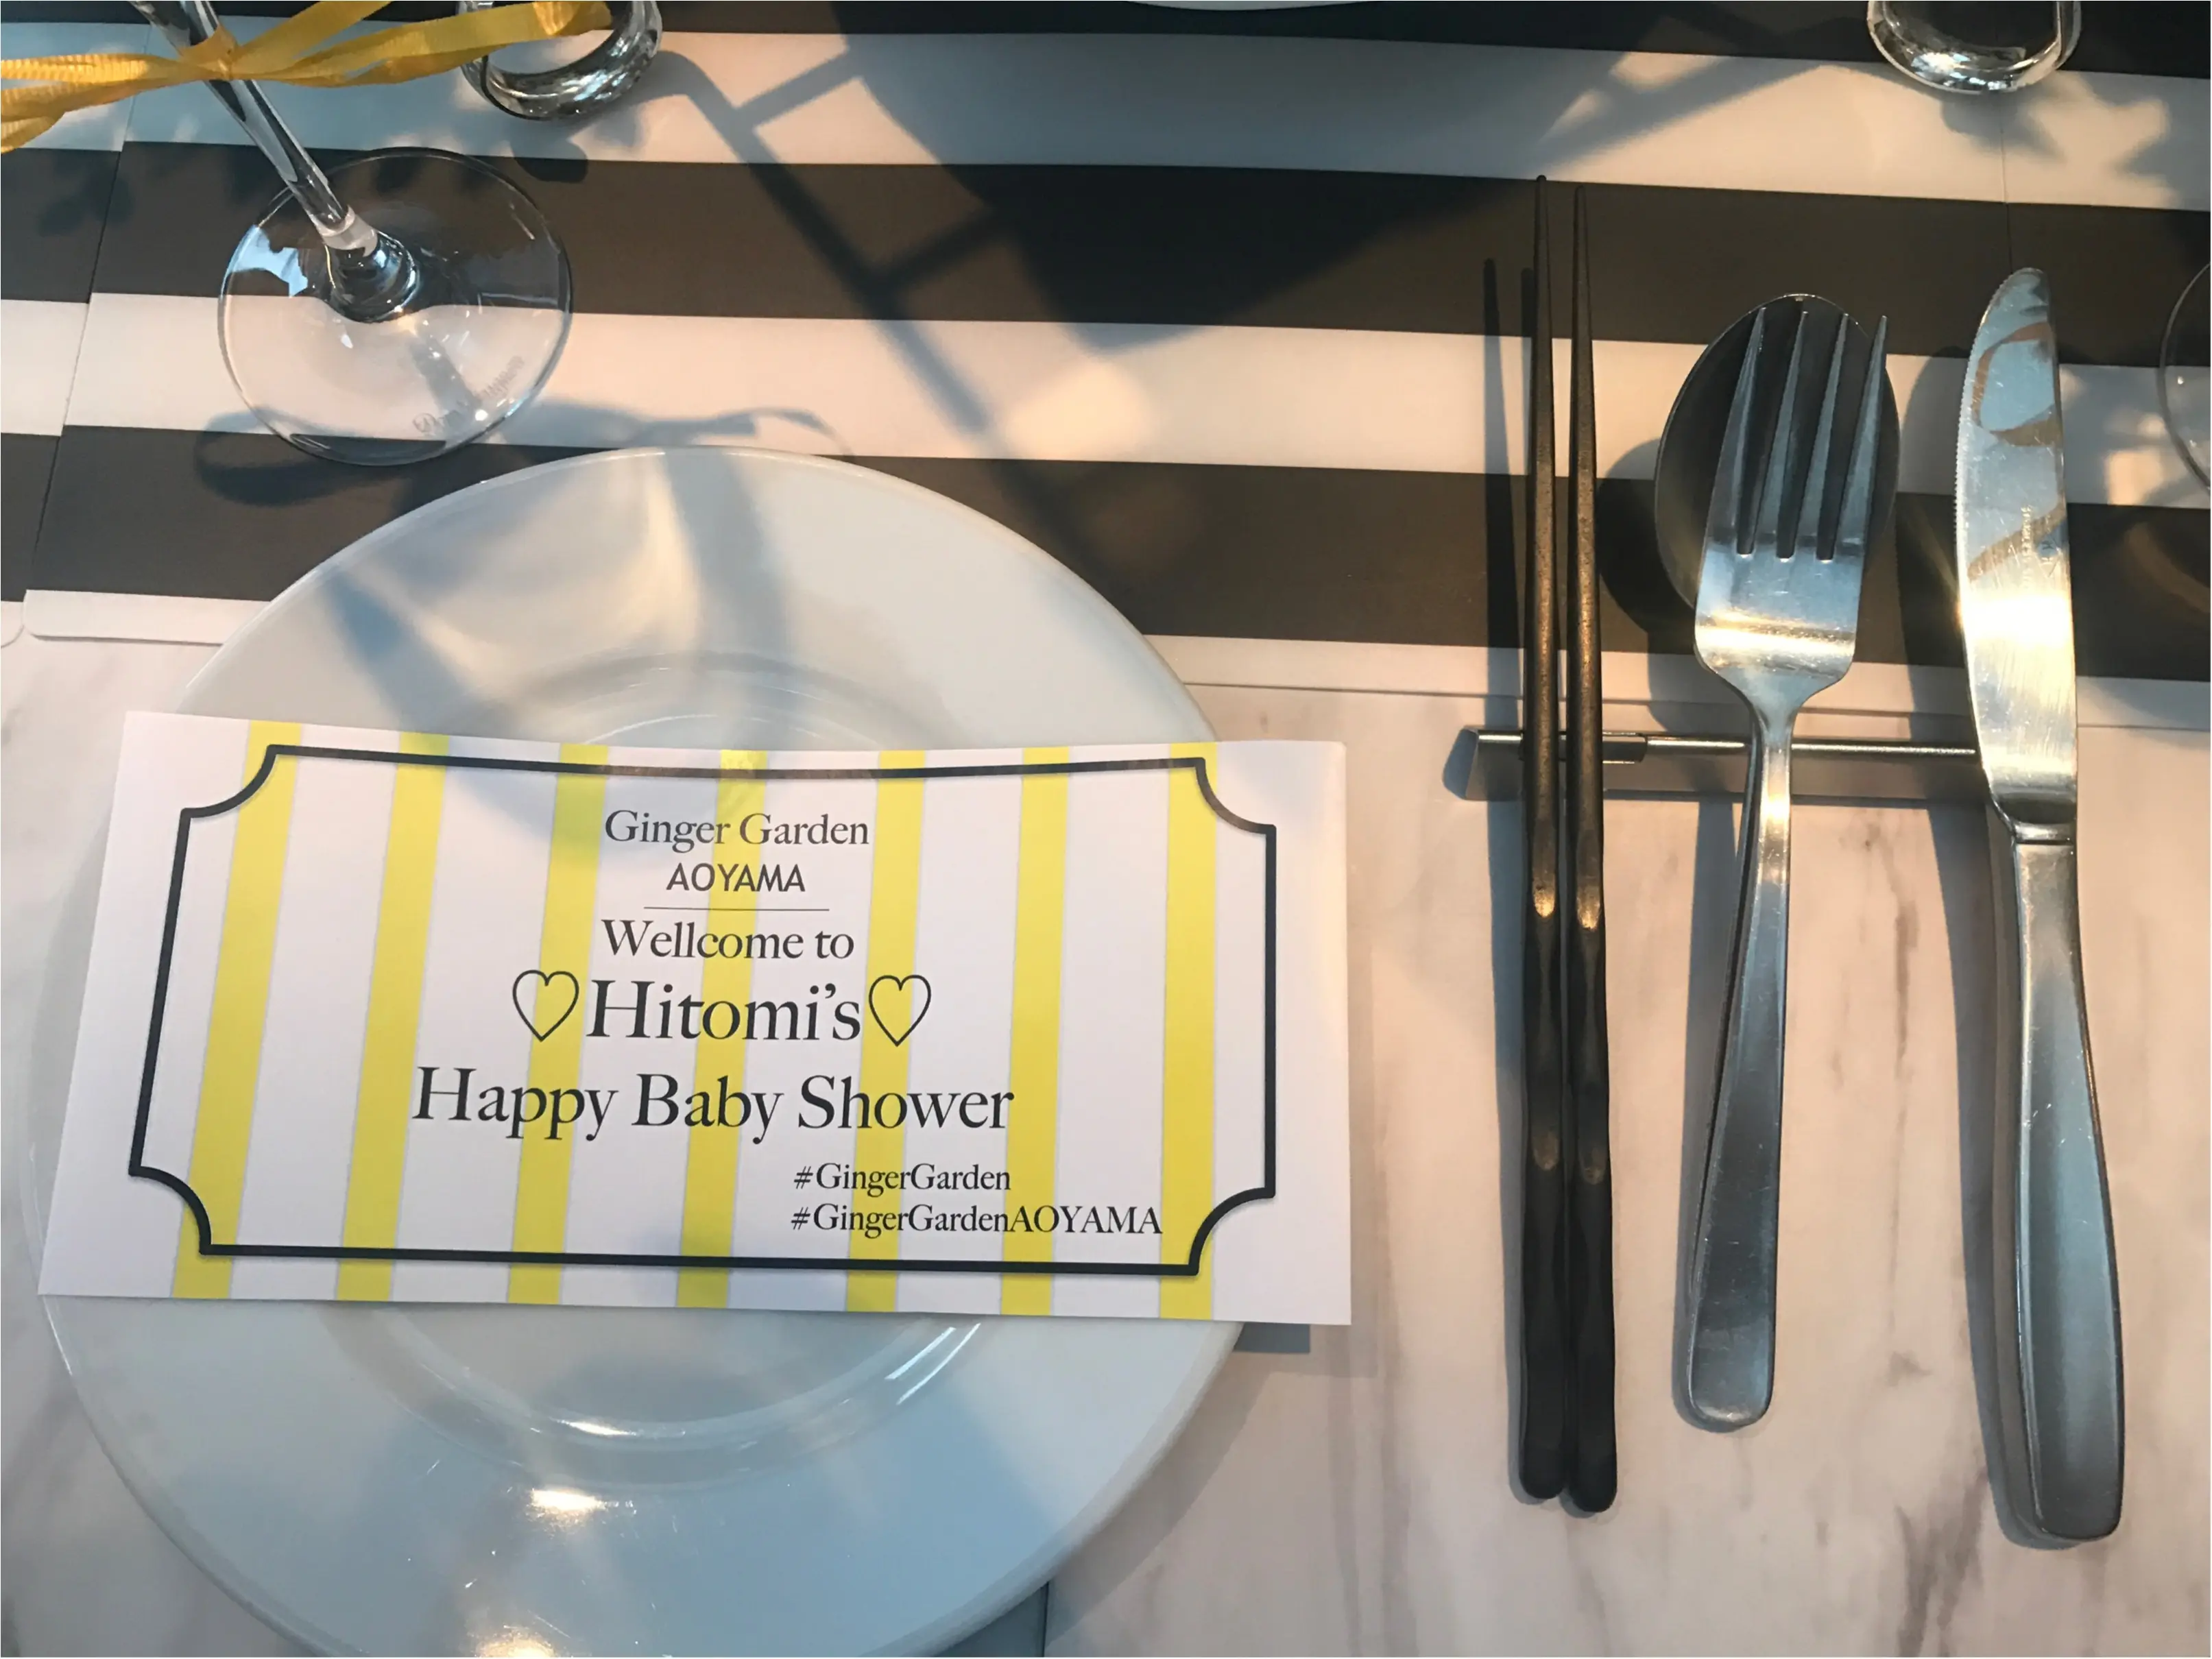 Ginger Garden
AOYAMA
Wellcome to
♡Hitomi's♡
Happy Baby Shower
#GingerGarden
#GingerGardenAOYAMA